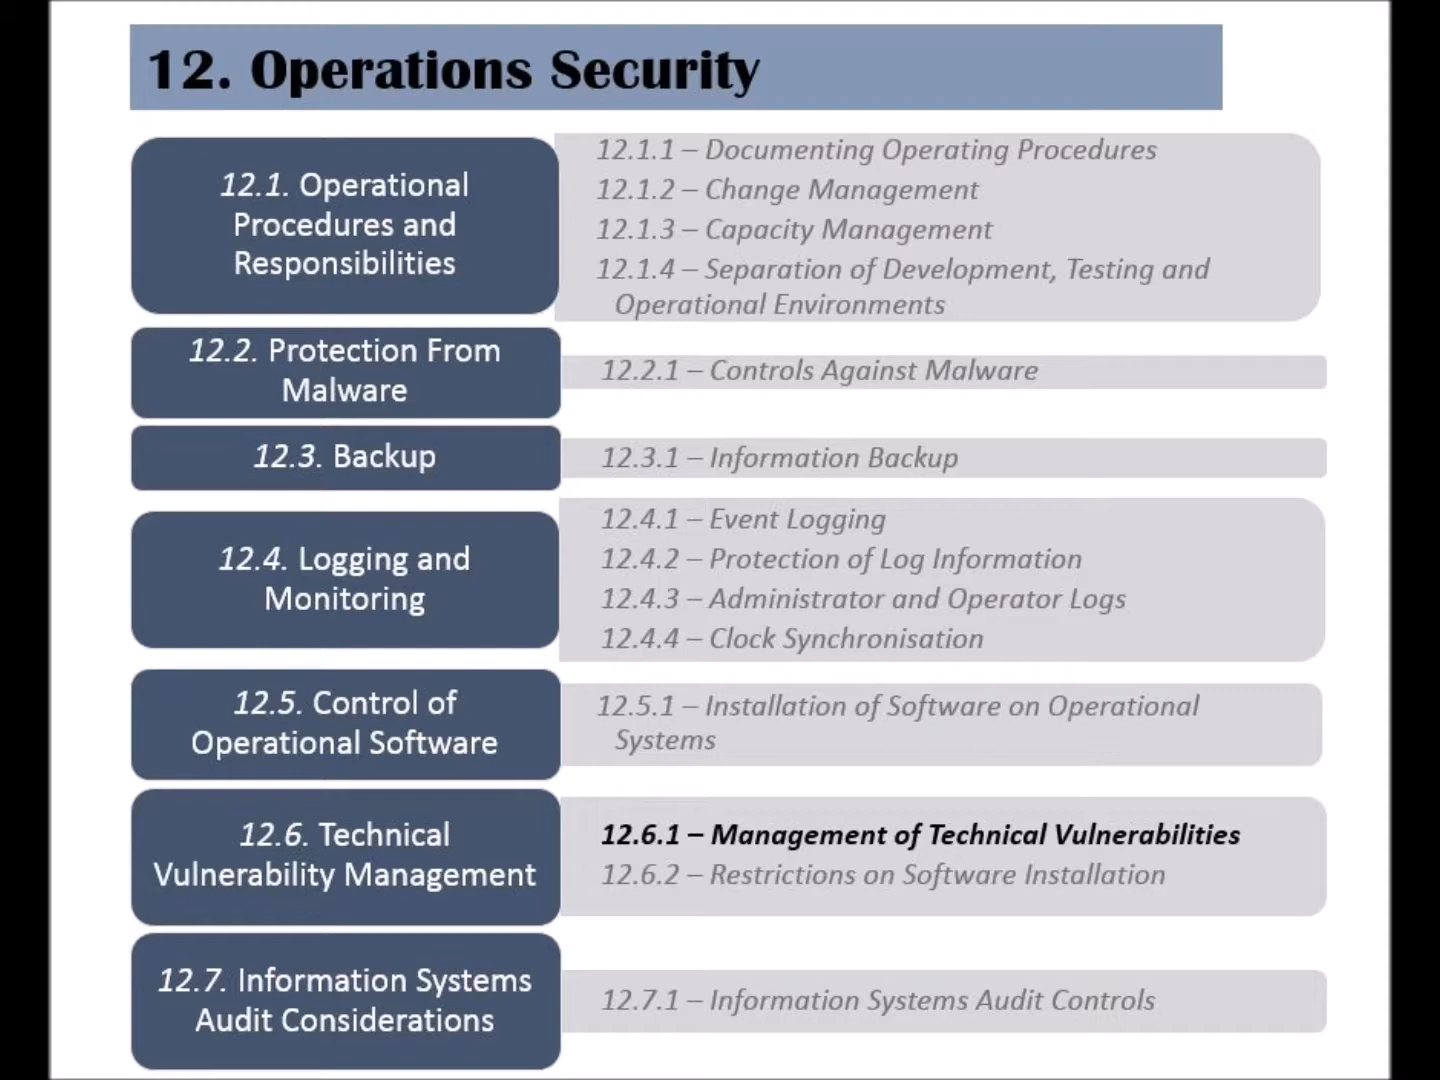 12. Operations Security
12.1. Operational
Procedures and
Responsibilities
12.1.1 – Documenting Operating Procedures
12.1.2 – Change Management
12.1.3 – Capacity Management
12.1.4 – Separation of Development, Testing and
Operational Environments
12.2. Protection From
Malware
12.2.1 – Controls Against Malware
12.3. Backup
12.3.1 – Information Backup
12.4. Logging and
Monitoring
12.4.1 – Event Logging
12.4.2 – Protection of Log Information
12.4.3 – Administrator and Operator Logs
12.4.4 – Clock Synchronisation
12.5. Control of
Operational Software
12.5.1 – Installation of Software on Operational
Systems
12.6. Technical
Vulnerability Management
12.6.1 – Management of Technical Vulnerabilities
12.6.2 – Restrictions on Software Installation
12.7. Information Systems
Audit Considerations
12.7.1 – Information Systems Audit Controls